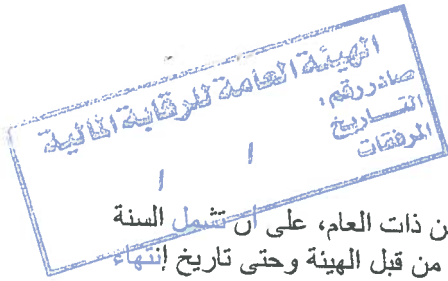 الهيئة العامة للرقابة المالية
صادر رقم :
التاريخ / /
المرفقات
ن ذات العام، على أن تشمل السنة
من قبل الهيئة وحتى تاريخ إنتهاء